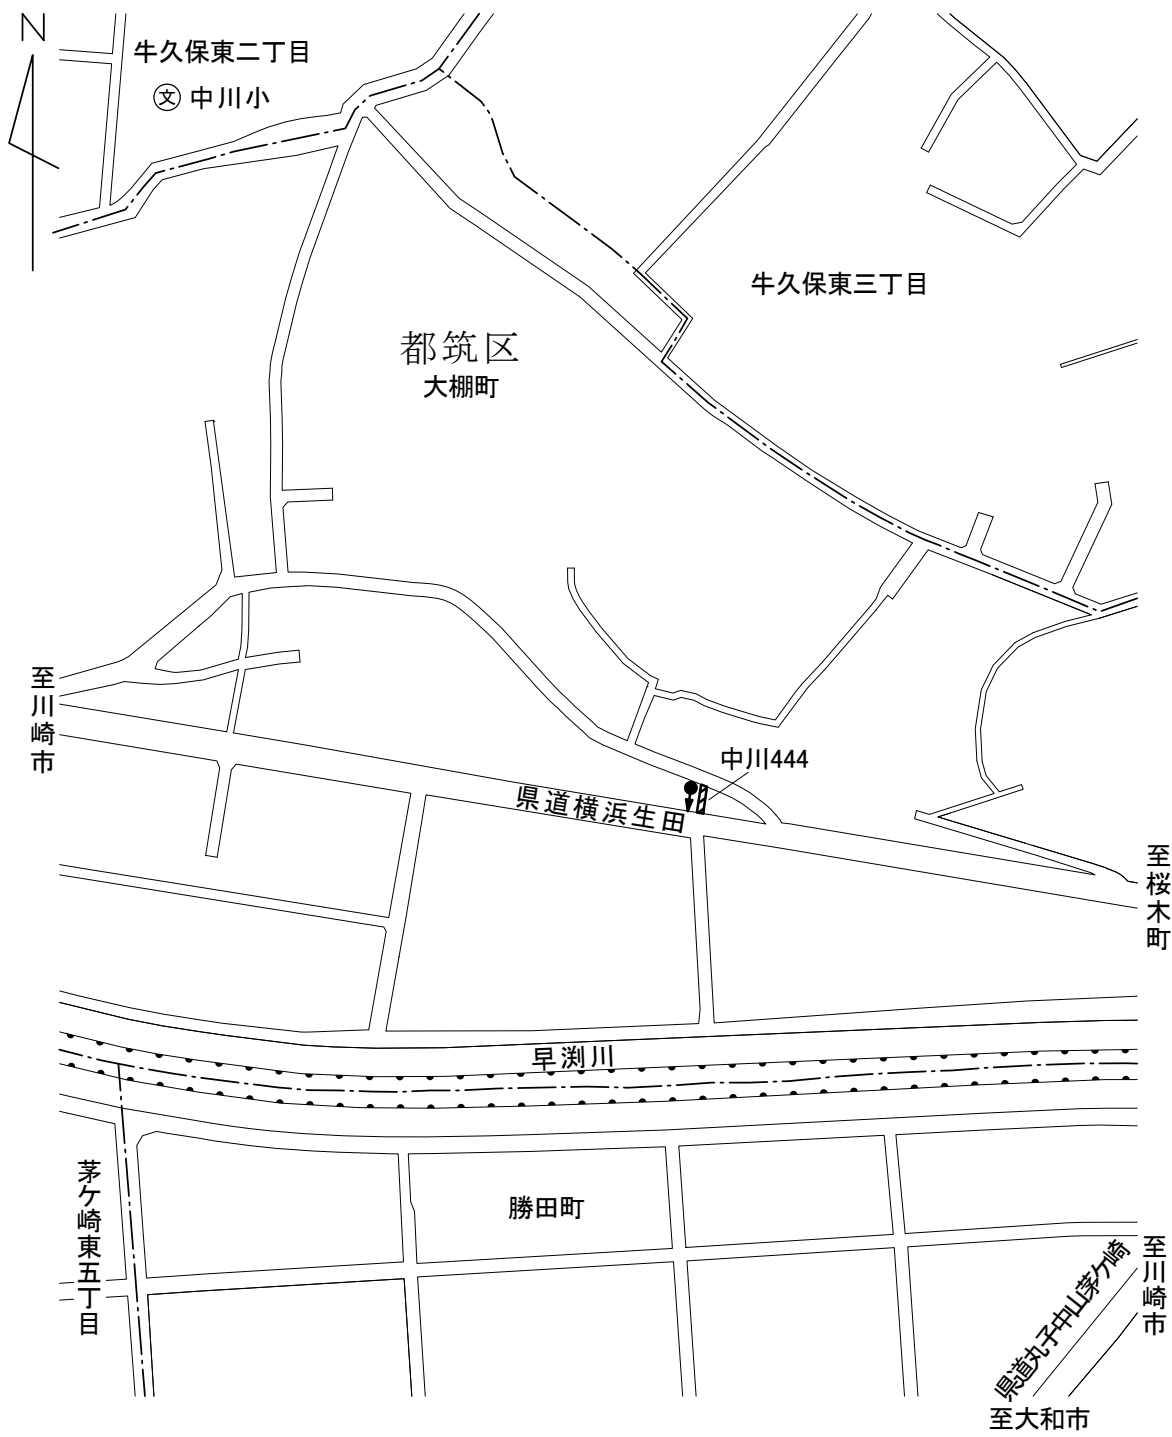 N
牛久保東二丁目
文 中川小
牛久保東三丁目
都筑区
大棚町
至川崎市
中川444
県道横浜生田
至桜木町
早渕川
茅ケ崎東五丁目
勝田町
県道丸子中山茅ケ崎
至川崎市
至大和市